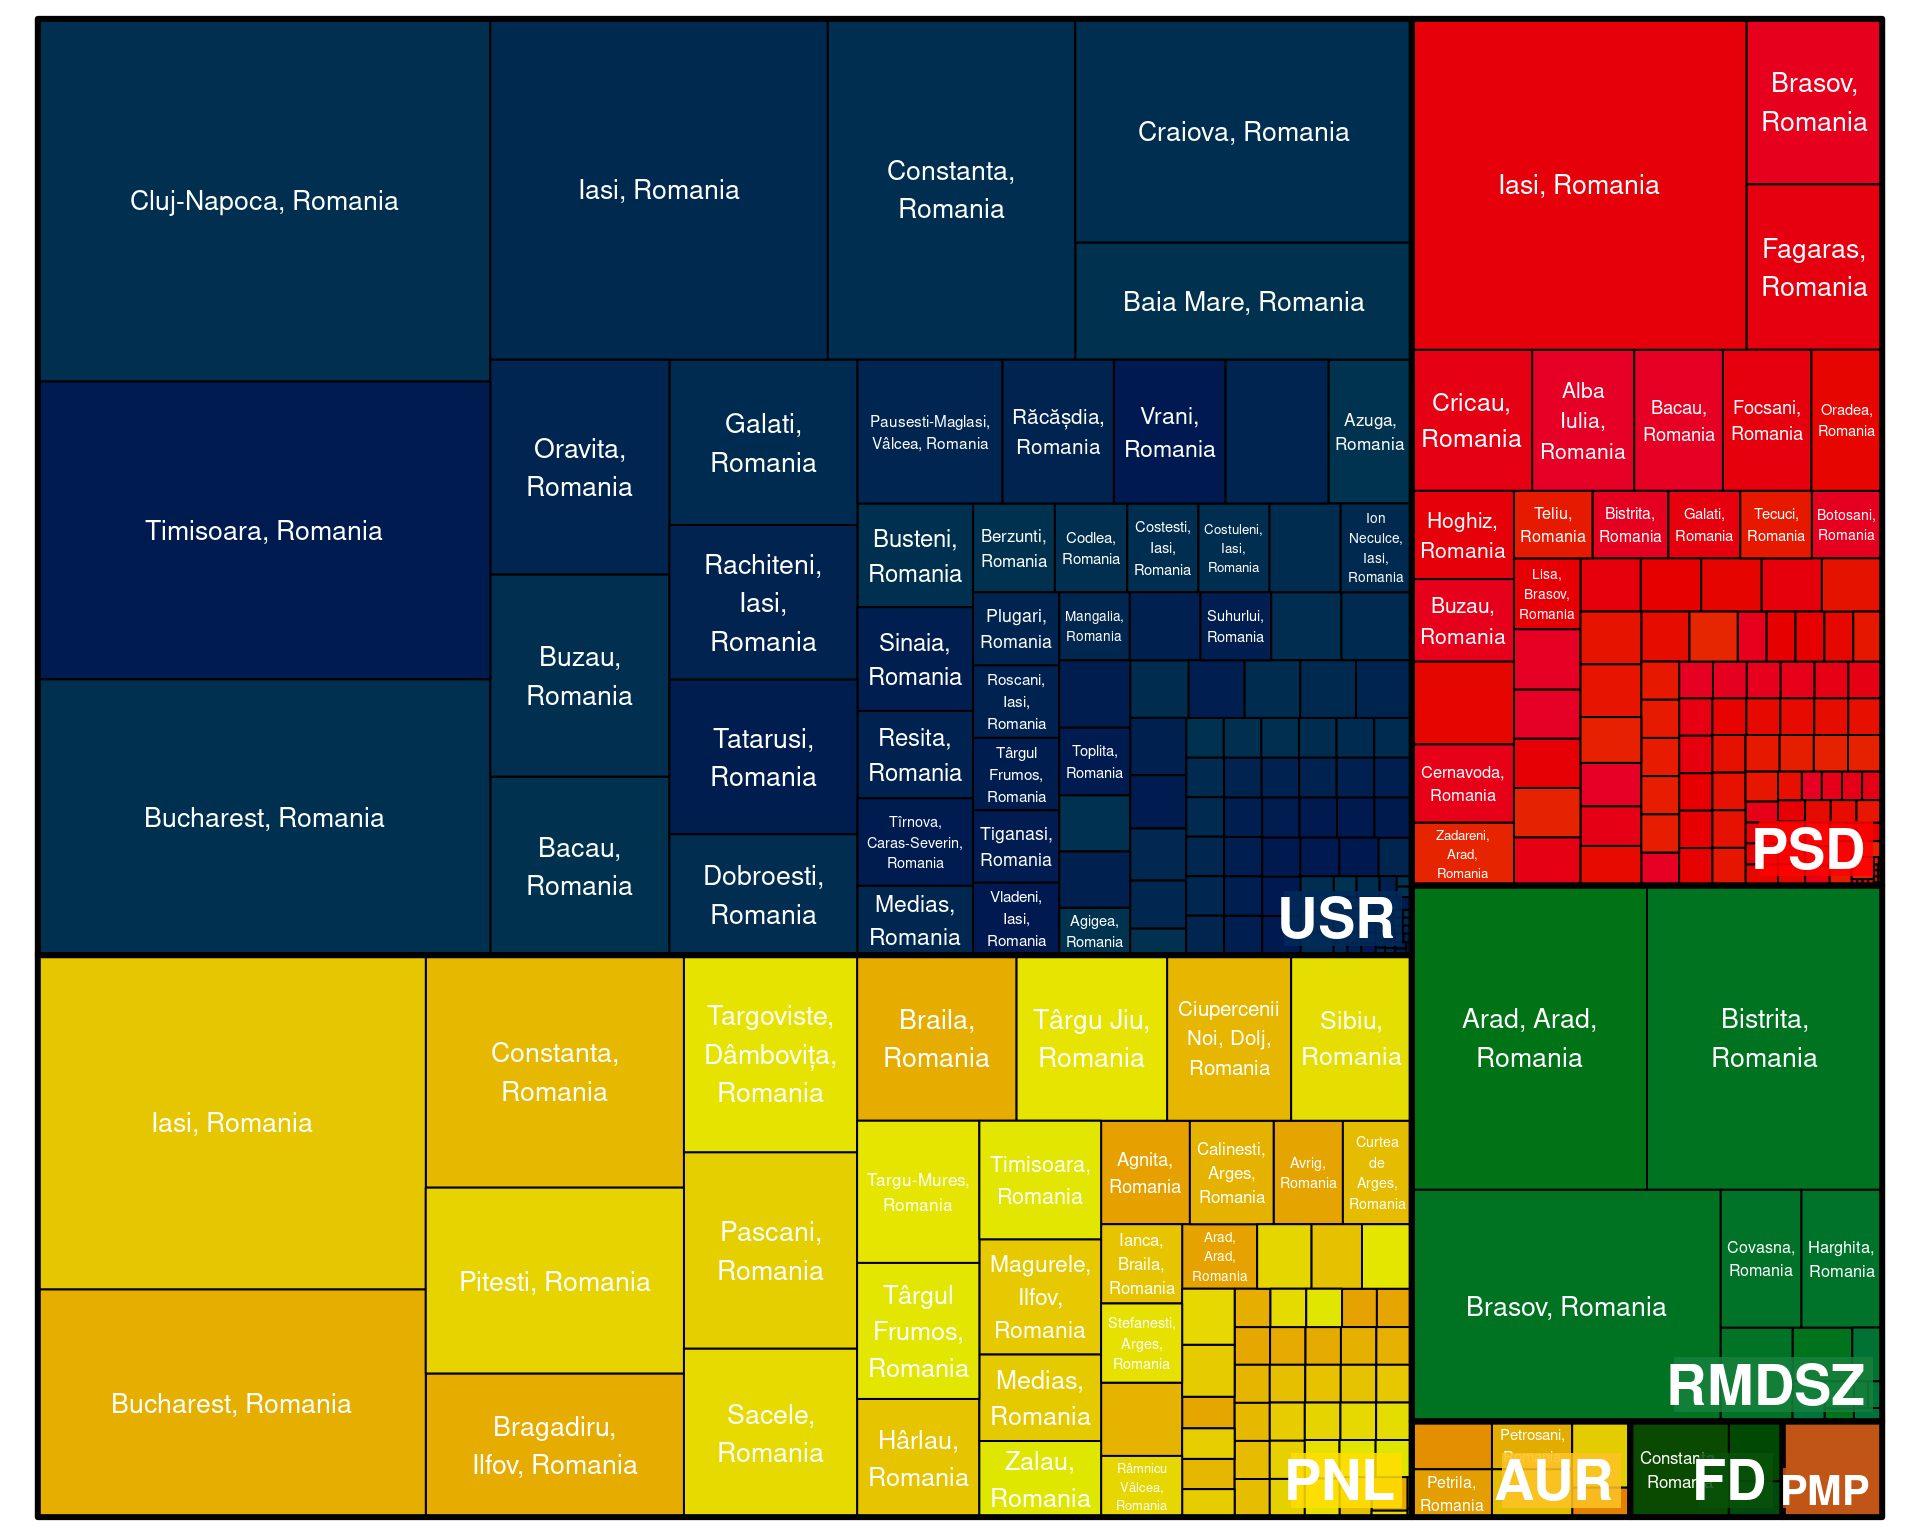 Cluj-Napoca, Romania
Timisoara, Romania
Bucharest, Romania
Iasi, Romania
Constanta,
Romania
Craiova, Romania
Baia Mare, Romania
Oravita,
Romania
Buzau,
Romania
Bacau,
Romania
Galati,
Romania
Rachiteni,
Iasi,
Romania
Tatarusi,
Romania
Dobroesti,
Romania
Pausesti-Maglasi,
Vâlcea, Romania
Răcășdia,
Romania
Vrani,
Romania
Azuga,
Romania
Busteni,
Romania
Sinaia,
Romania
Resita,
Romania
Tîrnova,
Caras-Severin,
Romania
Medias,
Romania
Berzunti,
Romania
Codlea,
Romania
Costesti,
Iasi,
Romania
Costuleni,
Iasi,
Romania
Ion
Neculce,
Iasi,
Romania
Plugari,
Romania
Roscani,
Iasi,
Romania
Târgul
Frumos,
Romania
Tiganasi,
Romania
Vladeni,
Iasi,
Romania
Mangalia,
Romania
Suhurlui,
Romania
Toplita,
Romania
Agigea,
Romania
USR
Iasi, Romania
Bucharest, Romania
Constanta,
Romania
Pitesti, Romania
Bragadiru,
Ilfov, Romania
Targoviste,
Dâmbovița,
Romania
Pascani,
Romania
Sacele,
Romania
Braila,
Romania
Târgu Jiu,
Romania
Ciupercenii
Noi, Dolj,
Romania
Sibiu,
Romania
Targu-Mures,
Romania
Târgul
Frumos,
Romania
Hârlau,
Romania
Timisoara,
Romania
Magurele,
Ilfov,
Romania
Medias,
Romania
Zalau,
Romania
Agnita,
Romania
Calinesti,
Arges,
Romania
Avrig,
Romania
Curtea
de
Arges,
Romania
Ianca,
Braila,
Romania
Stefanesti,
Arges,
Romania
Râmnicu
Vâlcea,
Romania
Arad,
Arad,
Romania
PNL
Iasi, Romania
Brasov,
Romania
Fagaras,
Romania
Cricau,
Romania
Alba
Iulia,
Romania
Bacau,
Romania
Focsani,
Romania
Oradea,
Romania
Hoghiz,
Romania
Buzau,
Romania
Cernavoda,
Romania
Zadareni,
Arad,
Romania
Teliu,
Romania
Bistrita,
Romania
Galati,
Romania
Tecuci,
Romania
Botosani,
Romania
Lisa,
Brasov,
Romania
PSD
Arad, Arad,
Romania
Bistrita,
Romania
Brasov, Romania
Covasna,
Romania
Harghita,
Romania
RMDSZ
Petrila,
Romania
Petrosani,
Romania
AUR
Constanta,
Romania
FD
PMP